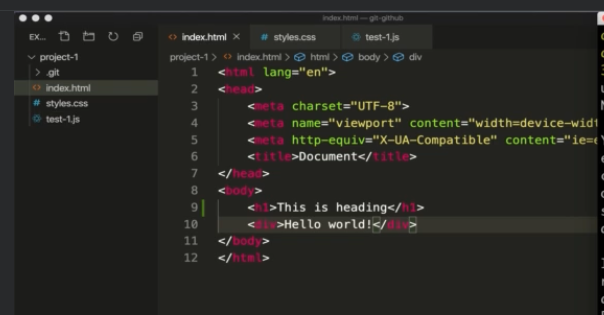 index.html — git-github
EX...
index.html ×
# styles.css
test-1.js
project-1
.git
index.html
# styles.css
test-1.js
project-1 > <> index.html > html > body > div
1 <html lang="en">
2 <head>
3 <meta charset="UTF-8">
4 <meta name="viewport" content="width=device-widt
5 <meta http-equiv="X-UA-Compatible" content="ie=e
6 <title>Document</title>
7 </head>
8 <body>
9 <h1>This is heading</h1>
10 <div>Hello world!</div>
11 </body>
12 </html>